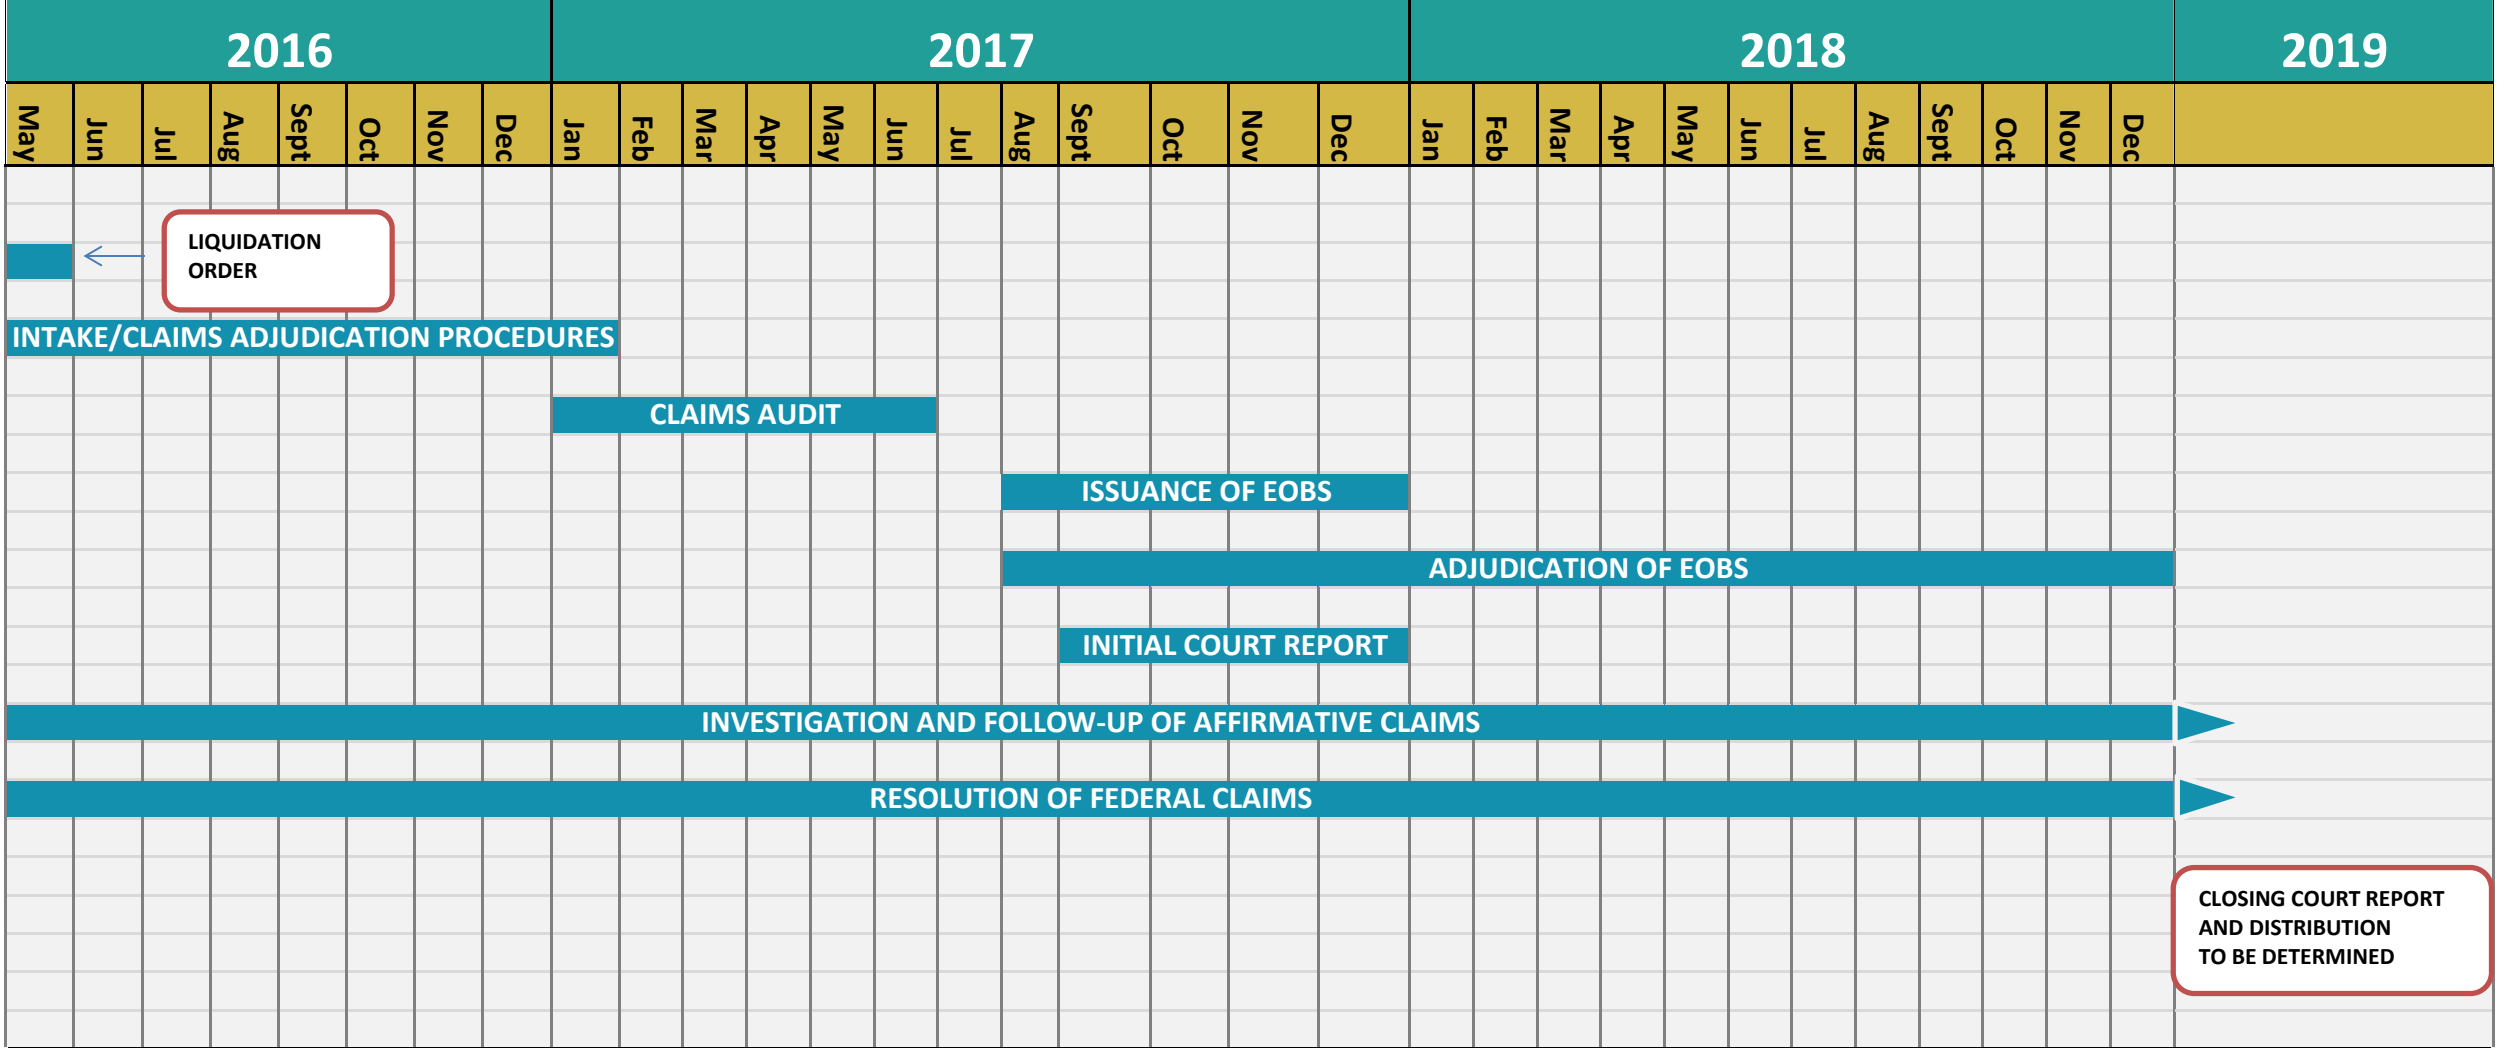 2016 2017 2018 2019
May Jun Jul Aug Sept Oct Nov Dec Jan Feb Mar Apr May Jun Jul Aug Sept Oct Nov Dec Jan Feb Mar Apr May Jun Jul Aug Sept Oct Nov Dec
LIQUIDATION
ORDER
INTAKE/CLAIMS ADJUDICATION PROCEDURES
CLAIMS AUDIT
ISSUANCE OF EOBS
ADJUDICATION OF EOBS
INITIAL COURT REPORT
INVESTIGATION AND FOLLOW-UP OF AFFIRMATIVE CLAIMS
RESOLUTION OF FEDERAL CLAIMS
CLOSING COURT REPORT
AND DISTRIBUTION
TO BE DETERMINED